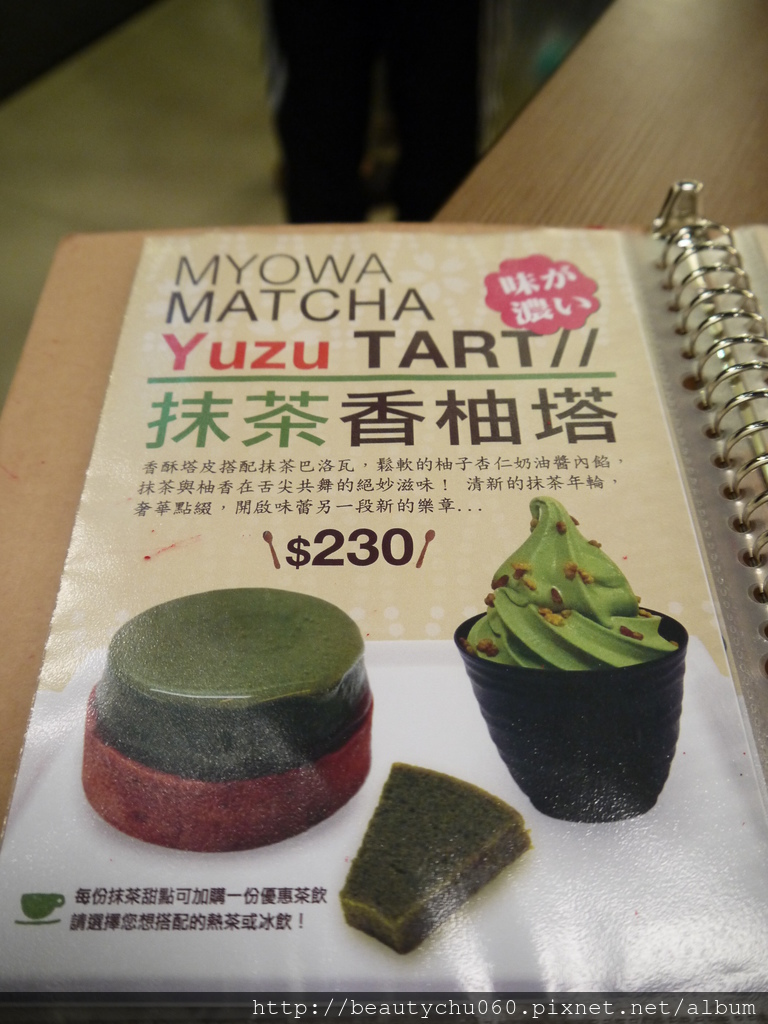 MYOWA
MATCHA
味が
濃い
Yuzu TART//
抹茶香柚塔
香酥塔皮搭配抹茶巴洛瓦，鬆軟的柚子杏仁奶油醬內餡，
抹茶與柚香在舌尖共舞的絕妙滋味！ 清新的抹茶年輪，
奢華點綴，開啟味蕾另一段新的樂章...
$230
每份抹茶甜點可加購一份優惠茶飲
請選擇您想搭配的熱茶或冰飲！
http://beautychu060.pixnet.net/album